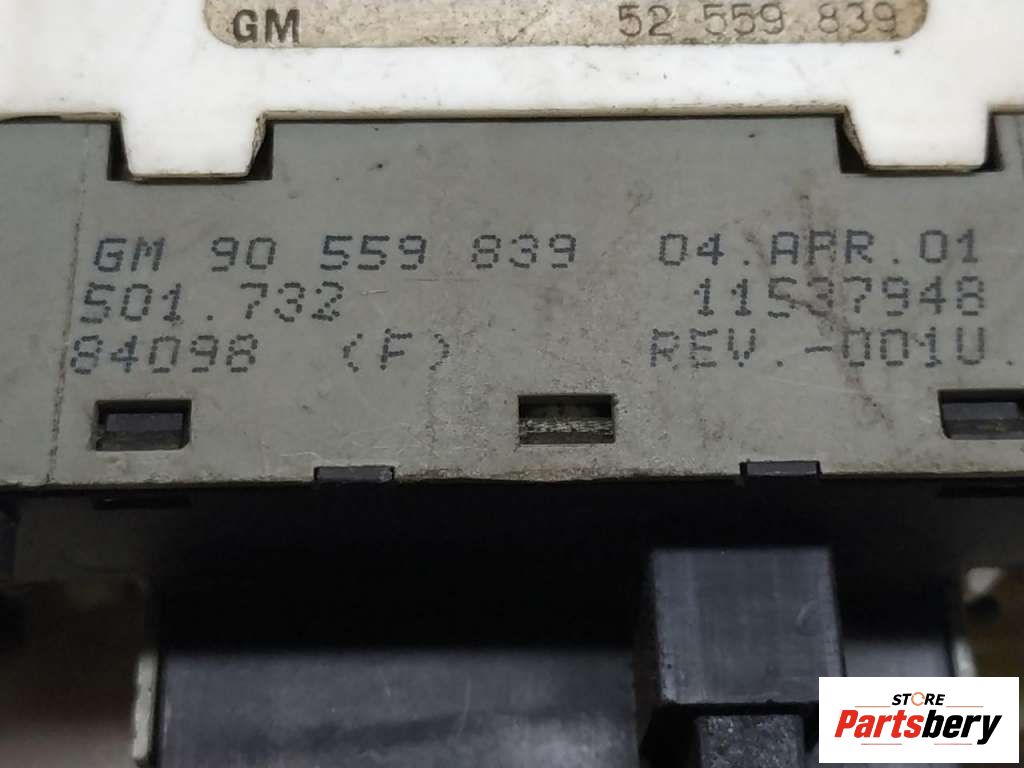 GM 52 559 839
GM 90 559 839 04.APR.01
501.732 11537948
84098 (F) REV.-001U.
STORE
Partsbery